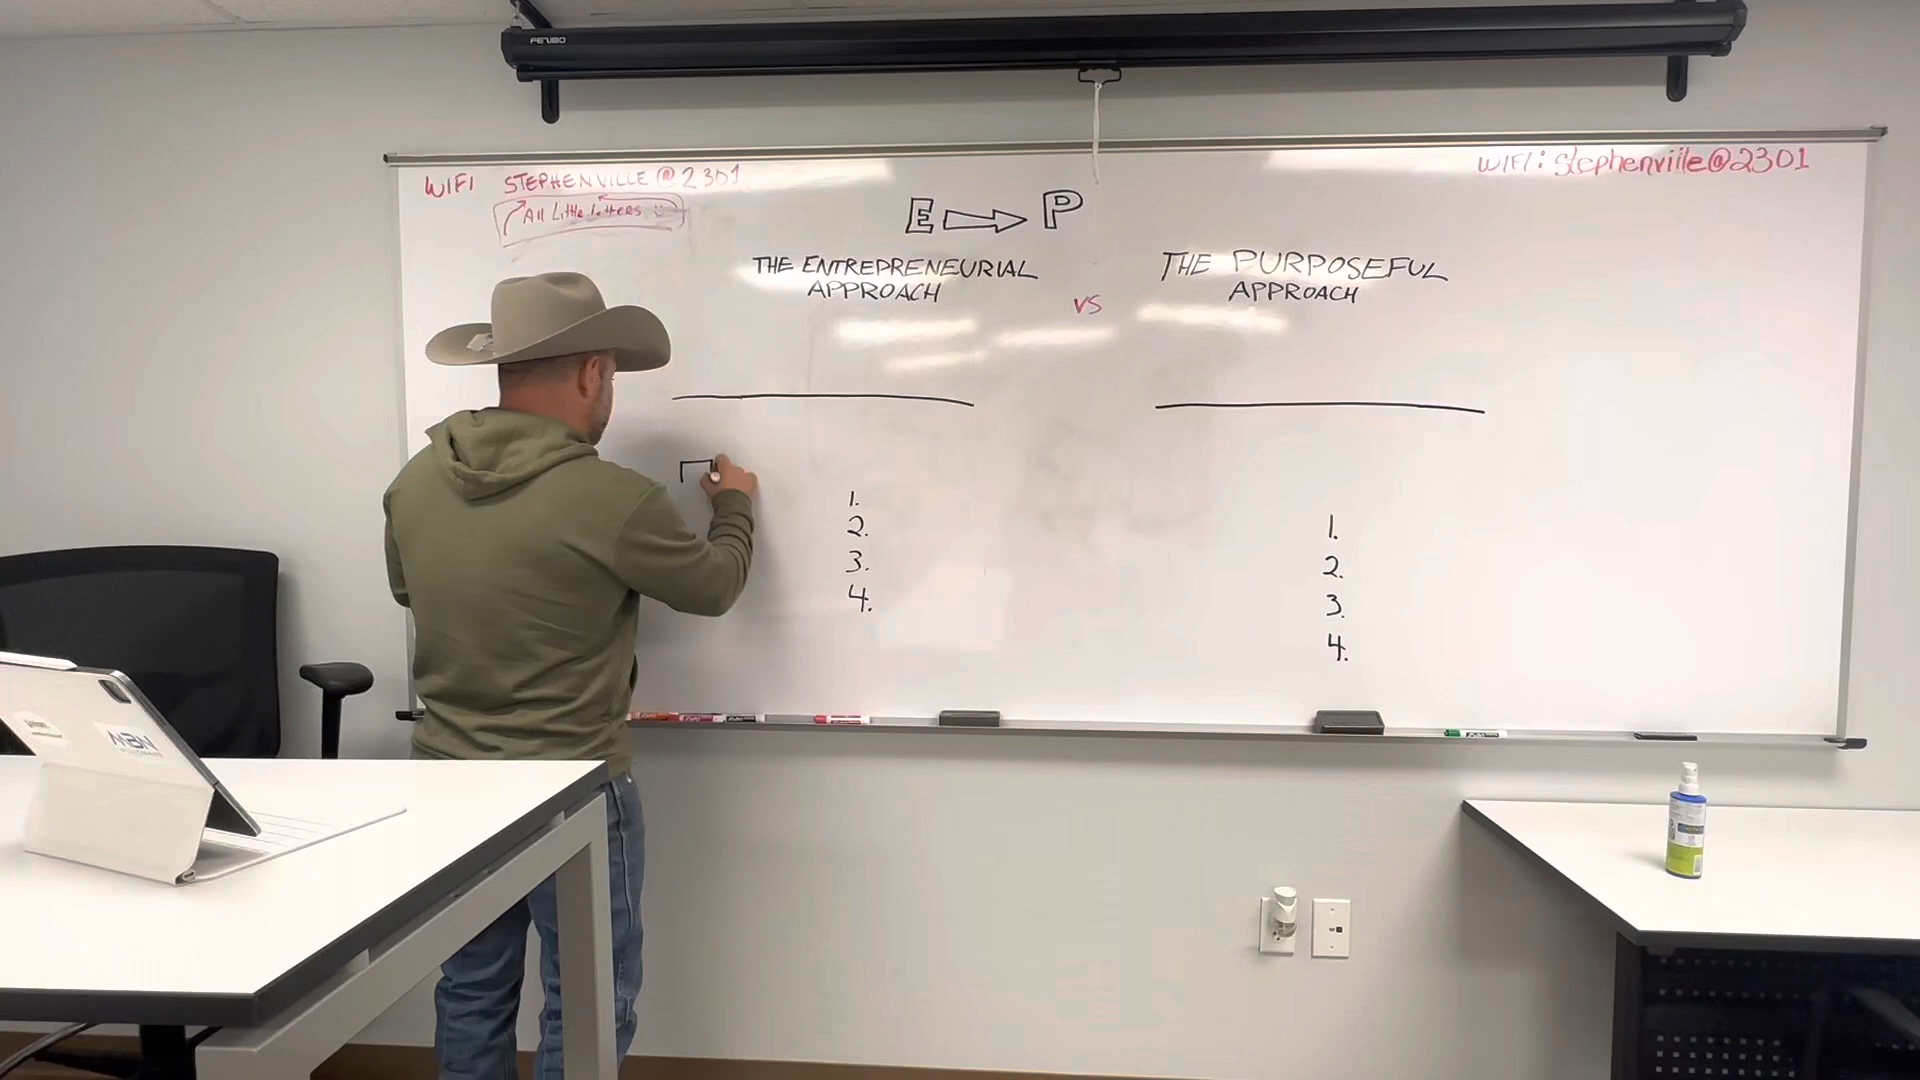 WIFI STEPHENVILLE@2301
All Little letters
WIFI: Stephenville@2301
E P
THE ENTREPRENEURIAL
APPROACH
VS
THE PURPOSEFUL
APPROACH
1.
2.
3.
4.
1.
2.
3.
4.
MBN